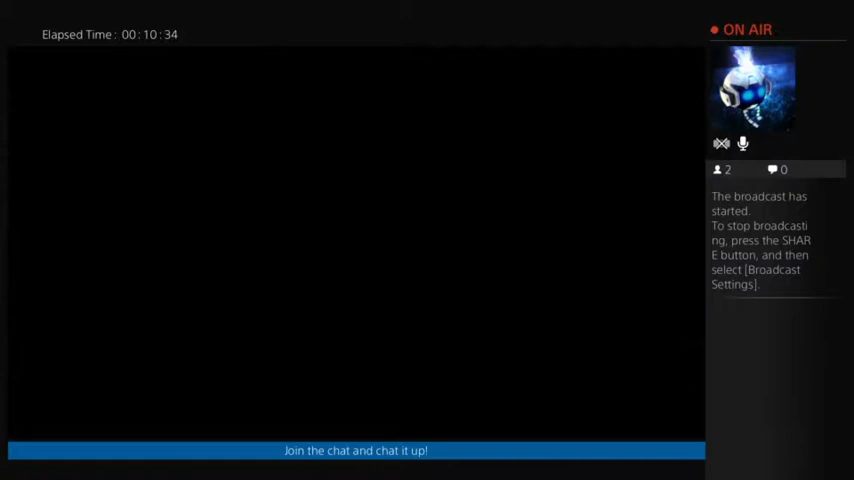 Elapsed Time : 00 : 10 : 34
ON AIR
2
0
The broadcast has
started.
To stop broadcasti
ng, press the SHAR
E button, and then
select [Broadcast
Settings].
Join the chat and chat it up!